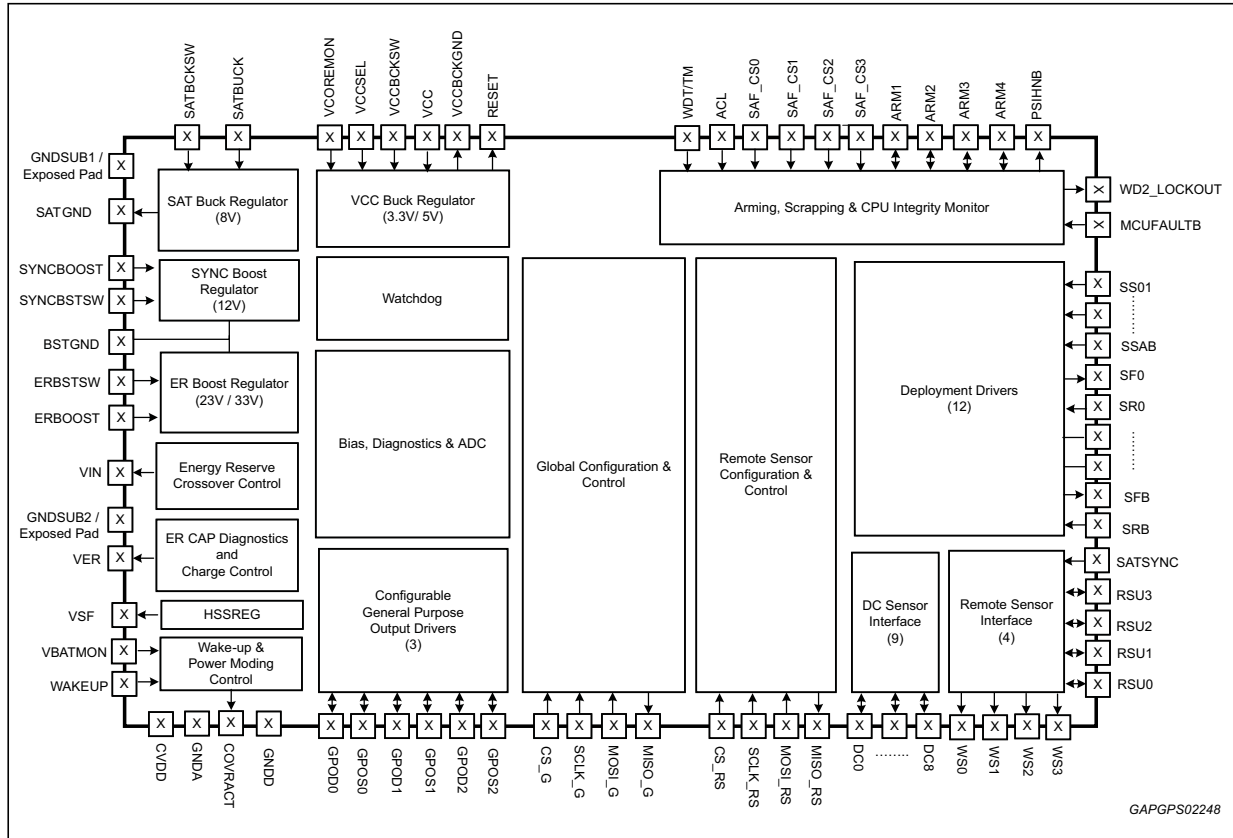 SATBCKSW
SATBUCK
VCOREMON
VCCSEL
VCCBCKSW
VCC
VCCBCKGND
RESET
WDT/TM
ACL
SAF_CS0
SAF_CS1
SAF_CS2
SAF_CS3
ARM1
ARM2
ARM3
ARM4
PSIHNB
X X X X X X X X X X X X X X X X X X X
GNDSUB1 /
Exposed Pad
X
SATGND
X
SYNCBOOST
X
SYNCBSTSW
X
BSTGND
X
ERBSTSW
X
ERBOOST
X
VIN
X
GNDSUB2 /
Exposed Pad
X
VER
X
VSF
X
VBATMON
X
WAKEUP
X
SAT Buck Regulator
(8V)
SYNC Boost
Regulator
(12V)
ER Boost Regulator
(23V / 33V)
Energy Reserve
Crossover Control
ER CAP Diagnostics
and
Charge Control
HSSREG
Wake-up &
Power Moding
Control
VCC Buck Regulator
(3.3V/ 5V)
Watchdog
Bias, Diagnostics & ADC
Configurable
General Purpose
Output Drivers
(3)
Global Configuration &
Control
Remote Sensor
Configuration &
Control
Arming, Scrapping & CPU Integrity Monitor
Deployment Drivers
(12)
DC Sensor
Interface
(9)
Remote Sensor
Interface
(4)
X WD2_LOCKOUT
X MCUFAULTB
X SS01
X ........
X SSAB
X SF0
X SR0
X ........
X
X SFB
X SRB
X SATSYNC
X RSU3
X RSU2
X RSU1
X RSU0
X X X X X X X X X X X X X X X X X X X X X X X X X
CVDD
GNDA
COVRACT
GNDD
GPOD0
GPOS0
GPOD1
GPOS1
GPOD2
GPOS2
CS_G
SCLK_G
MOSI_G
MISO_G
CS_RS
SCLK_RS
MOSI_RS
MISO_RS
DC0
........
DC8
WS0
WS1
WS2
WS3
GAPGPS02248